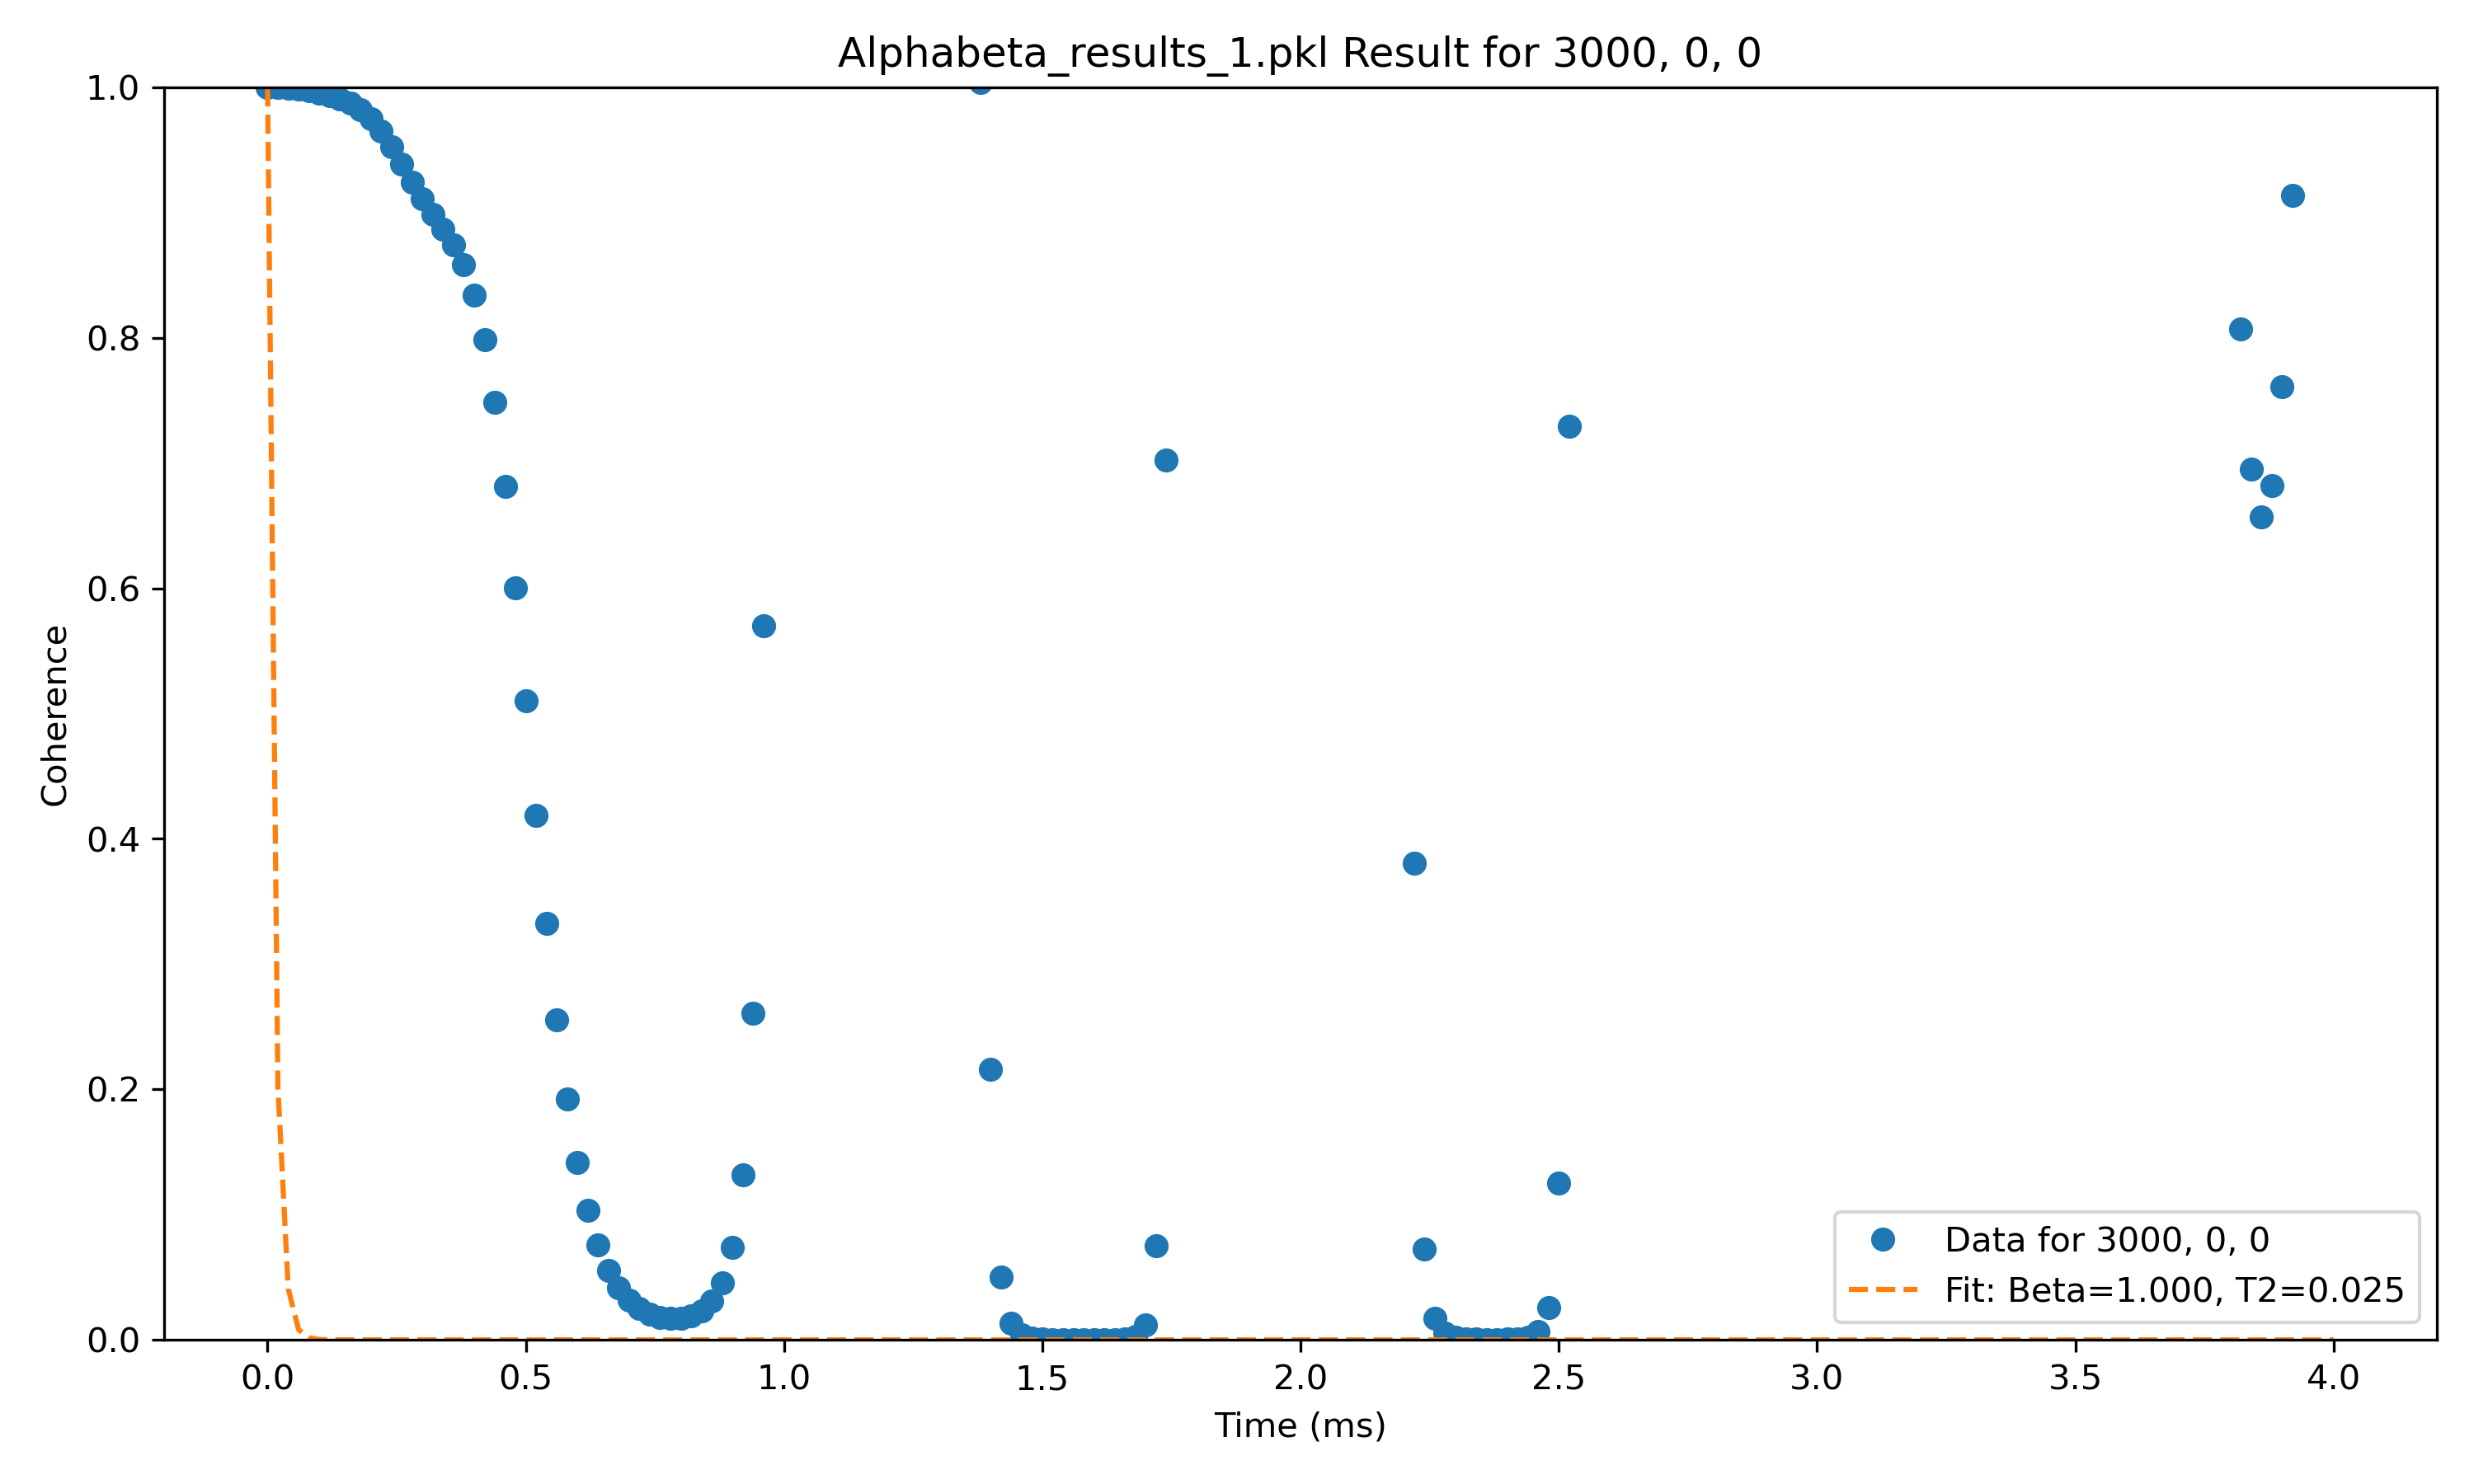 Alphabeta_results_1.pkl Result for 3000, 0, 0
1.0
0.8
0.6
0.4
0.2
0.0
Coherence
0.0 0.5 1.0 1.5 2.0 2.5 3.0 3.5 4.0
Time (ms)
Data for 3000, 0, 0
Fit: Beta=1.000, T2=0.025